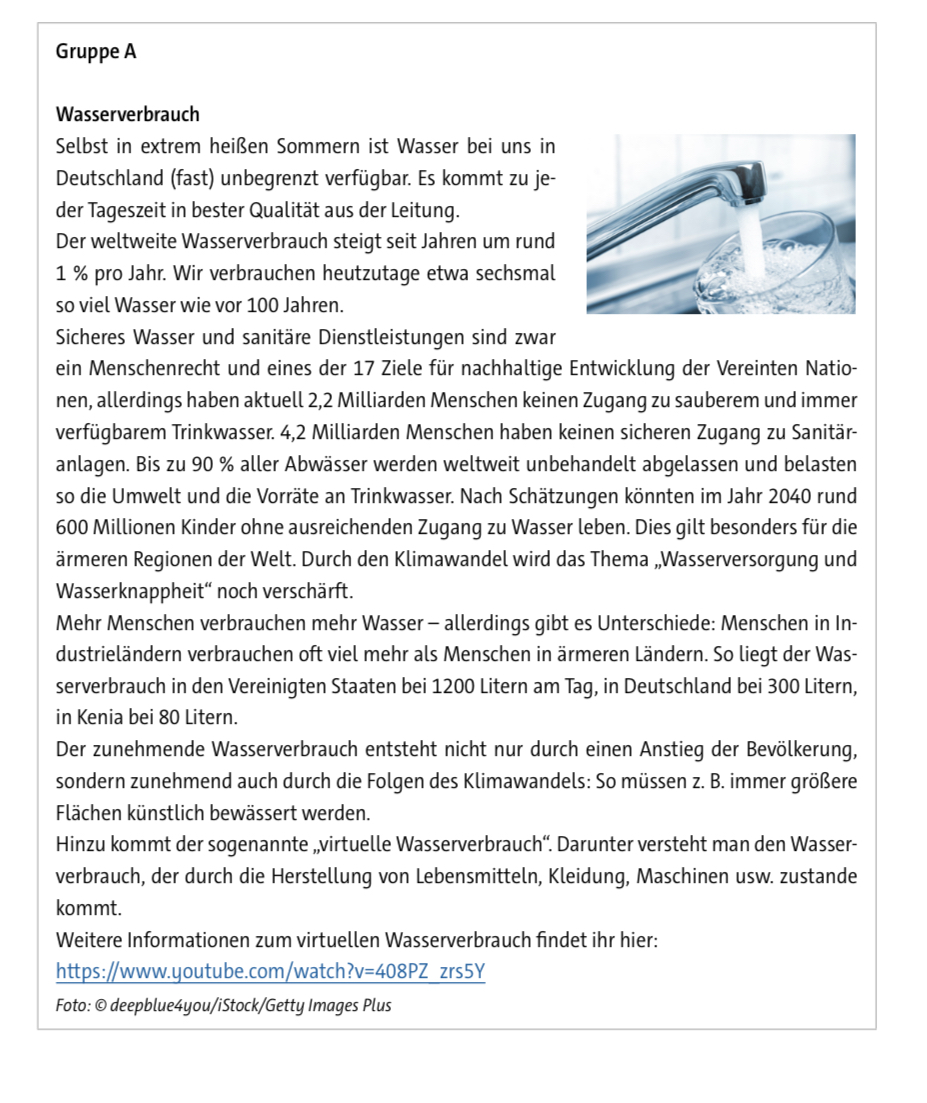 Gruppe A
Wasserverbrauch
Selbst in extrem heißen Sommern ist Wasser bei uns in
Deutschland (fast) unbegrenzt verfügbar. Es kommt zu je-
der Tageszeit in bester Qualität aus der Leitung.
Der weltweite Wasserverbrauch steigt seit Jahren um rund
1 % pro Jahr. Wir verbrauchen heutzutage etwa sechsmal
so viel Wasser wie vor 100 Jahren.
Sicheres Wasser und sanitäre Dienstleistungen sind zwar
ein Menschenrecht und eines der 17 Ziele für nachhaltige Entwicklung der Vereinten Natio-
nen, allerdings haben aktuell 2,2 Milliarden Menschen keinen Zugang zu sauberem und immer
verfügbarem Trinkwasser. 4,2 Milliarden Menschen haben keinen sicheren Zugang zu Sanitär-
anlagen. Bis zu 90 % aller Abwässer werden weltweit unbehandelt abgelassen und belasten
so die Umwelt und die Vorräte an Trinkwasser. Nach Schätzungen könnten im Jahr 2040 rund
600 Millionen Kinder ohne ausreichenden Zugang zu Wasser leben. Dies gilt besonders für die
ärmeren Regionen der Welt. Durch den Klimawandel wird das Thema „Wasserversorgung und
Wasserknappheit“ noch verschärft.
Mehr Menschen verbrauchen mehr Wasser – allerdings gibt es Unterschiede: Menschen in In-
dustrieländern verbrauchen oft viel mehr als Menschen in ärmeren Ländern. So liegt der Was-
serverbrauch in den Vereinigten Staaten bei 1200 Litern am Tag, in Deutschland bei 300 Litern,
in Kenia bei 80 Litern.
Der zunehmende Wasserverbrauch entsteht nicht nur durch einen Anstieg der Bevölkerung,
sondern zunehmend auch durch die Folgen des Klimawandels: So müssen z. B. immer größere
Flächen künstlich bewässert werden.
Hinzu kommt der sogenannte „virtuelle Wasserverbrauch“. Darunter versteht man den Wasser-
verbrauch, der durch die Herstellung von Lebensmitteln, Kleidung, Maschinen usw. zustande
kommt.
Weitere Informationen zum virtuellen Wasserverbrauch findet ihr hier:
https://www.youtube.com/watch?v=408PZ_zrs5Y
Foto: © deepblue4you/iStock/Getty Images Plus